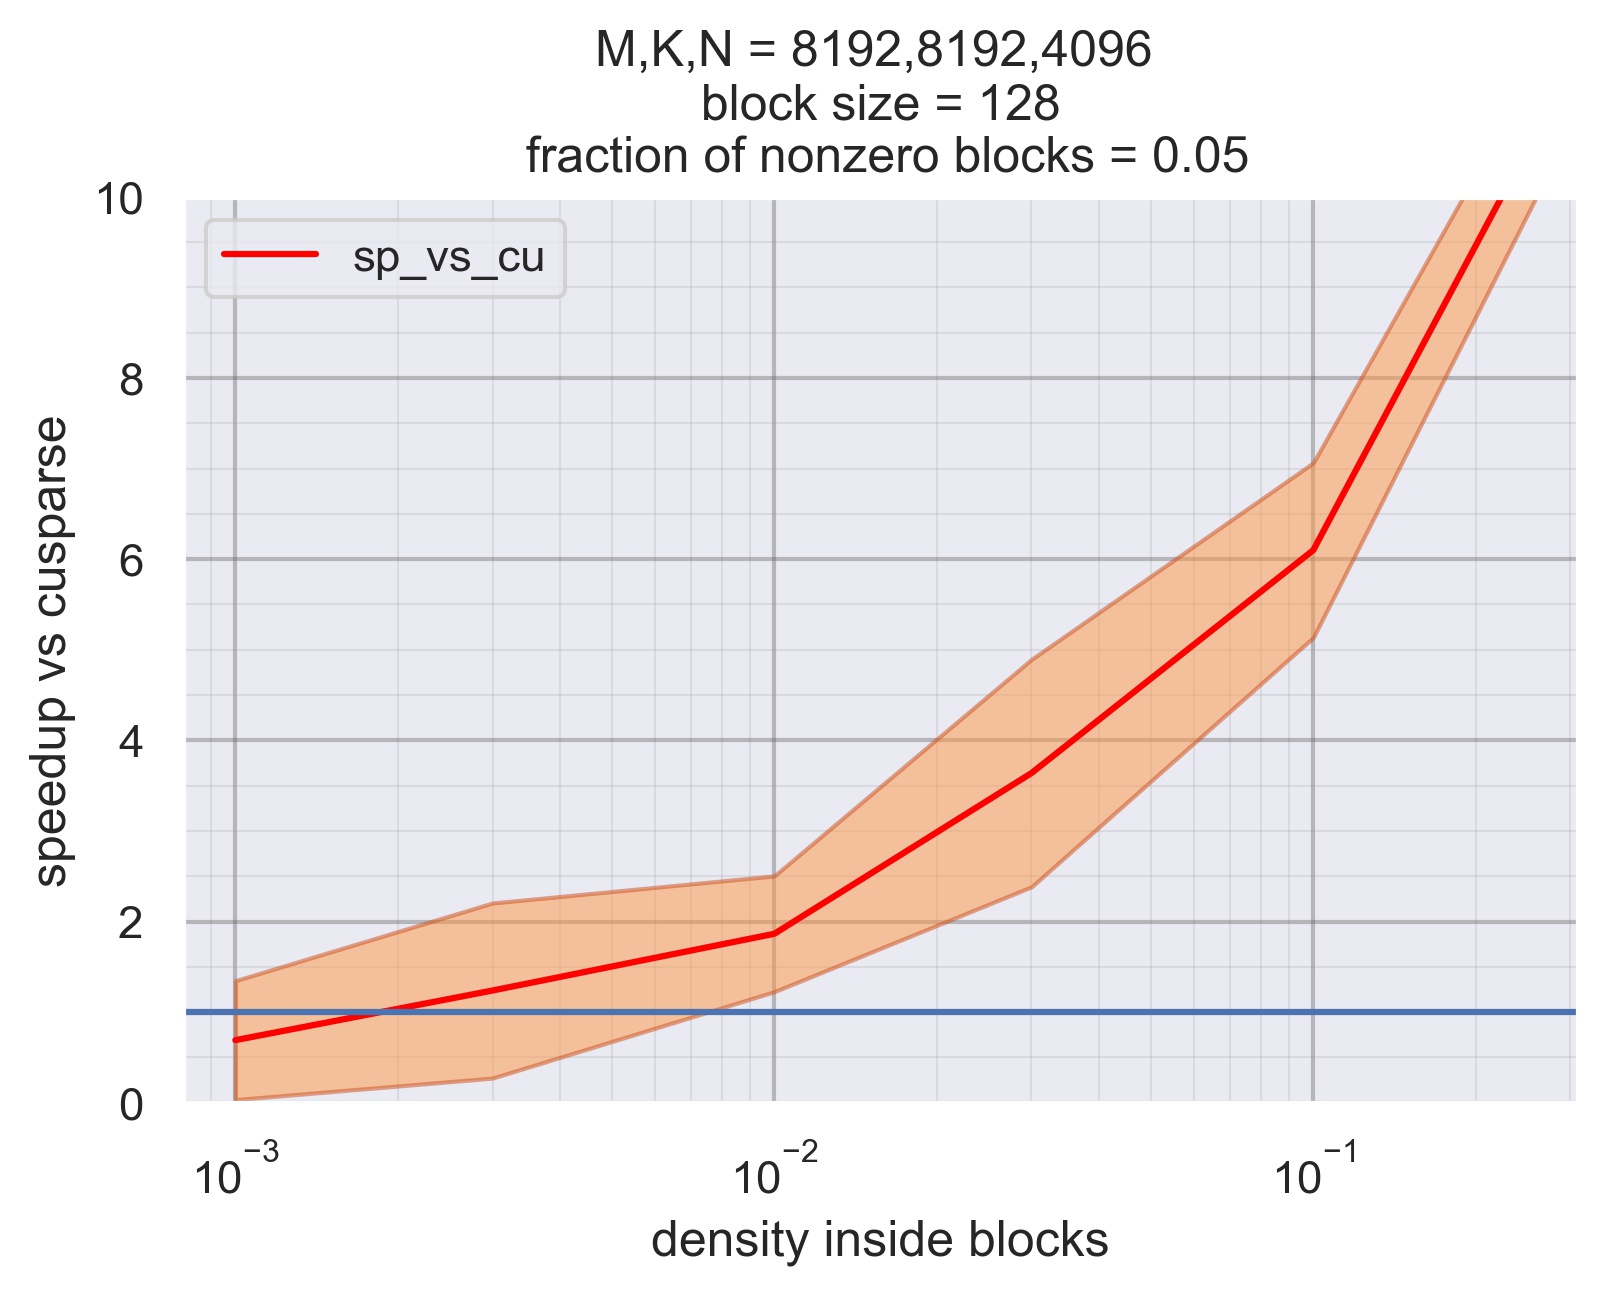 M,K,N = 8192,8192,4096
block size = 128
fraction of nonzero blocks = 0.05
sp_vs_cu
speedup vs cusparse
10
8
6
4
2
0
10⁻³
10⁻²
10⁻¹
density inside blocks